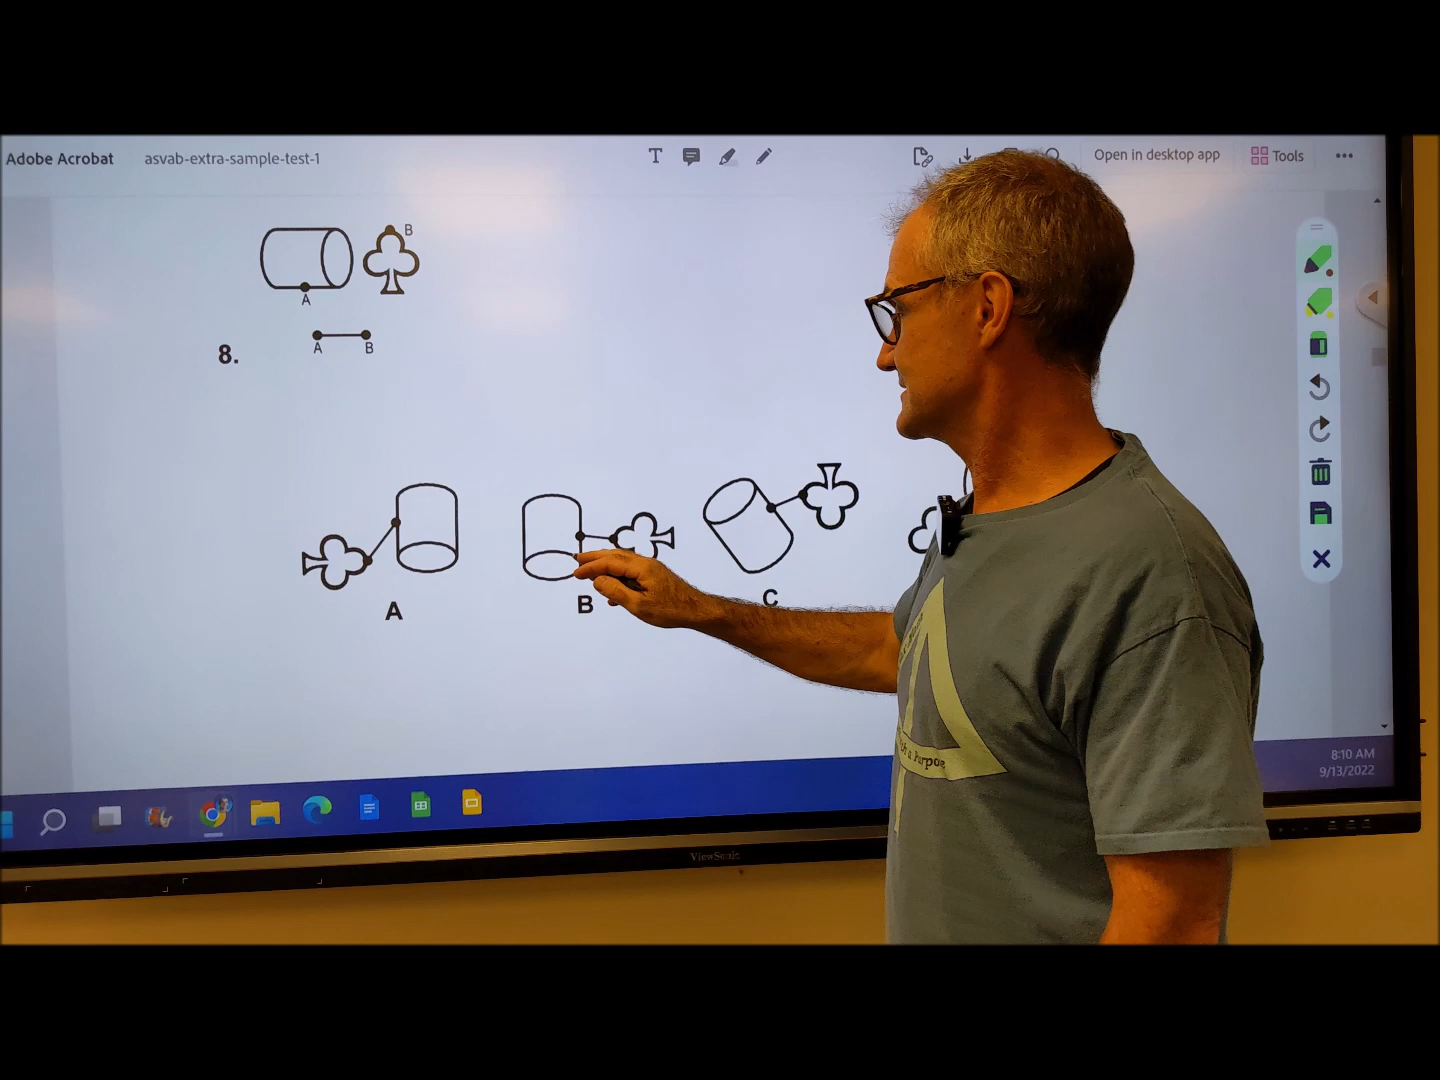 Adobe Acrobat asvab-extra-sample-test-1 Open in desktop app Tools
B
A
8. A B
A B C
8:10 AM
9/13/2022
ViewSonic